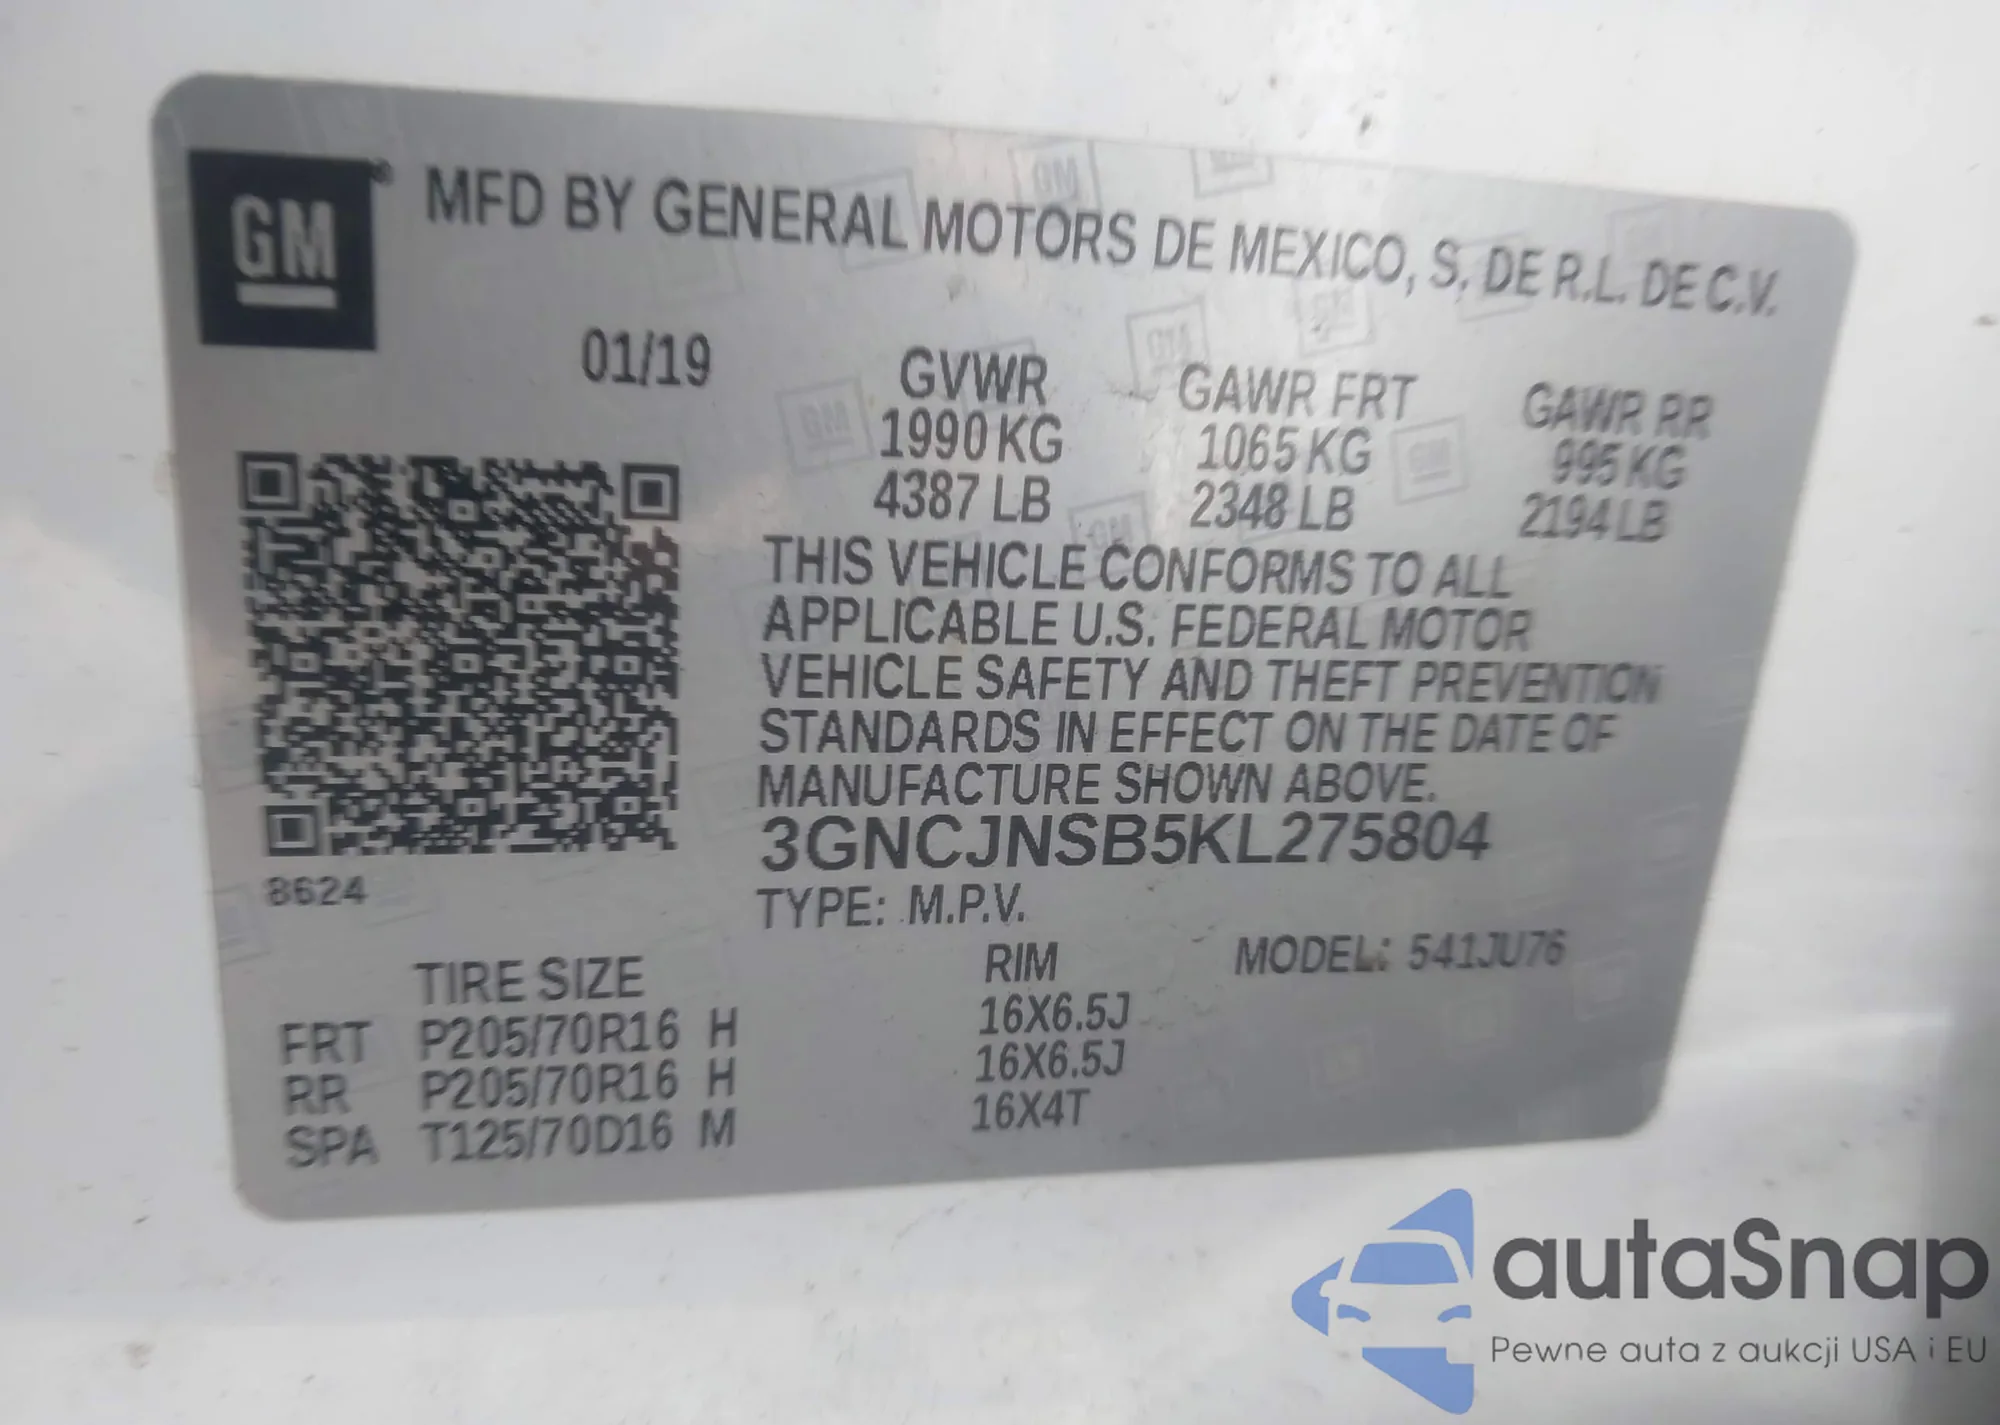 GM
MFD BY GENERAL MOTORS DE MEXICO, S. DE R.L. DE C.V.
01/19 GVWR GAWR FRT GAWR RR
1990 KG 1065 KG 995 KG
4387 LB 2348 LB 2194 LB
THIS VEHICLE CONFORMS TO ALL
APPLICABLE U.S. FEDERAL MOTOR
VEHICLE SAFETY AND THEFT PREVENTION
STANDARDS IN EFFECT ON THE DATE OF
MANUFACTURE SHOWN ABOVE.
3GNCJNSB5KL275804
8624
TYPE: M.P.V.
TIRE SIZE RIM MODEL: 541JU76
FRT P205/70R16 H 16X6.5J
RR P205/70R16 H 16X6.5J
SPA T125/70D16 M 16X4T
autaSnap
Pewne auta z aukcji USA i EU